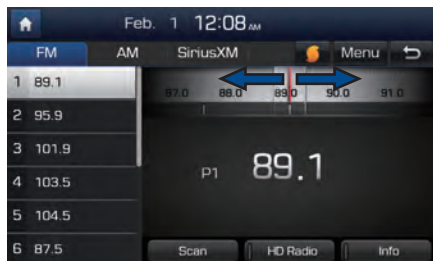 Feb. 1 12:08 AM
FM AM SiriusXM Menu
1 89.1
2 95.9
3 101.9
4 103.5
5 104.5
6 87.5
87.0 88.0 89.0 90.0 91.0
P1 89.1
Scan HD Radio Info